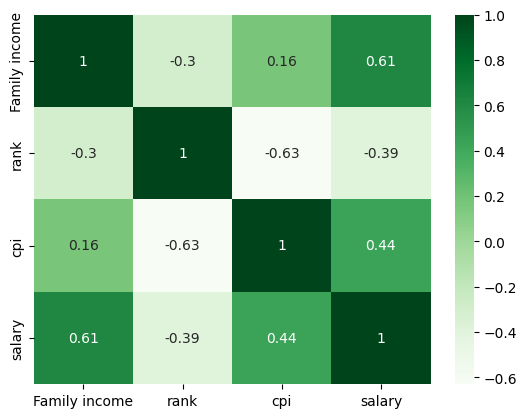 Family income 1 -0.3 0.16 0.61
rank -0.3 1 -0.63 -0.39
cpi 0.16 -0.63 1 0.44
salary 0.61 -0.39 0.44 1
Family income rank cpi salary
1.0
0.8
0.6
0.4
0.2
0.0
−0.2
−0.4
−0.6